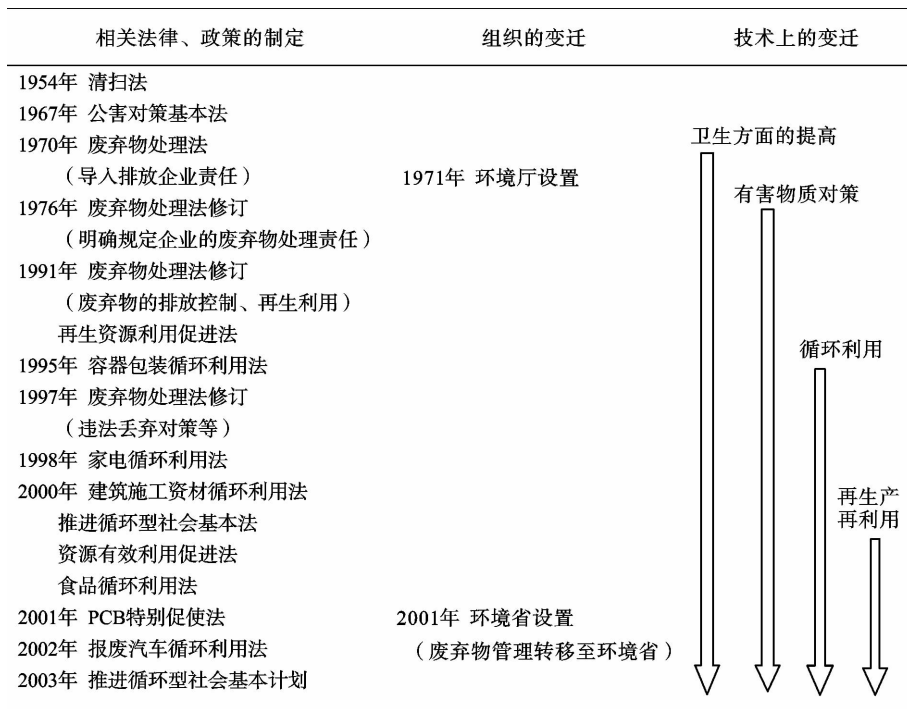 相关法律、政策的制定 组织的变迁 技术上的变迁
1954年 清扫法
1967年 公害对策基本法
1970年 废弃物处理法
（导入排放企业责任）
1976年 废弃物处理法修订
（明确规定企业的废弃物处理责任）
1991年 废弃物处理法修订
（废弃物的排放控制、再生利用）
再生资源利用促进法
1995年 容器包装循环利用法
1997年 废弃物处理法修订
（违法丢弃对策等）
1998年 家电循环利用法
2000年 建筑施工资材循环利用法
推进循环型社会基本法
资源有效利用促进法
食品循环利用法
2001年 PCB特别促使法
2002年 报废汽车循环利用法
2003年 推进循环型社会基本计划
1971年 环境厅设置
2001年 环境省设置
（废弃物管理转移至环境省）
卫生方面的提高
有害物质对策
循环利用
再生产
再利用